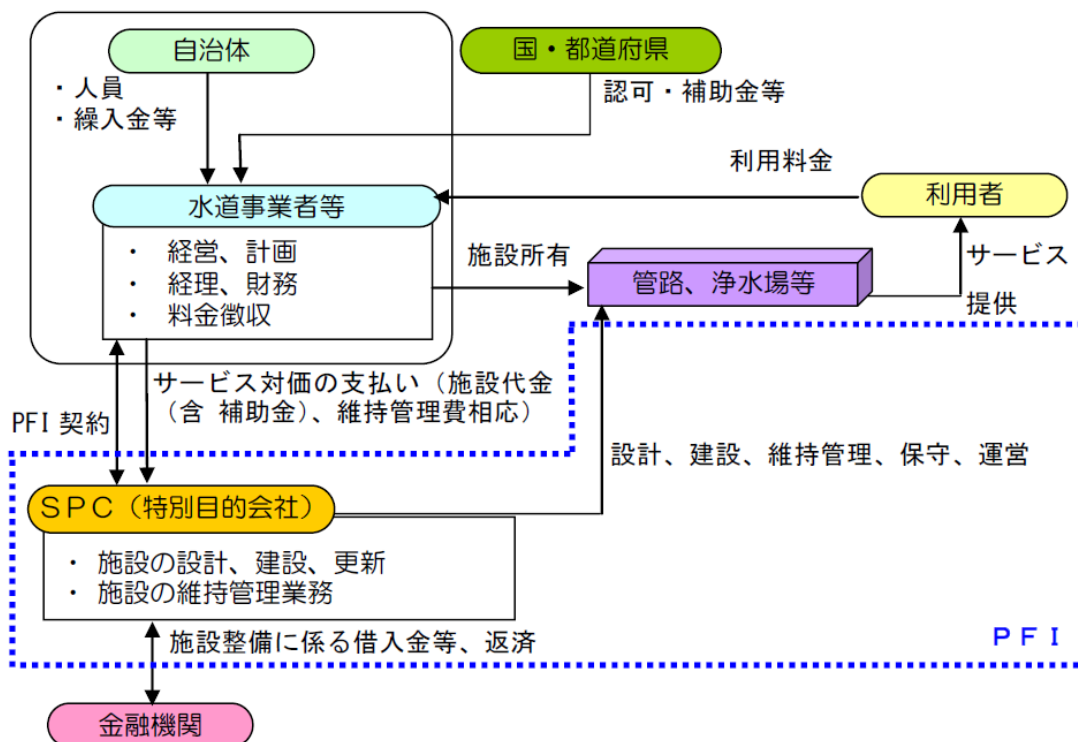 自治体
国・都道府県
・人員
・繰入金等
認可・補助金等
利用料金
利用者
水道事業者等
・ 経営、計画
・ 経理、財務
・ 料金徴収
施設所有
管路、浄水場等
サービス
提供
サービス対価の支払い（施設代金
（含 補助金）、維持管理費相応）
PFI 契約
設計、建設、維持管理、保守、運営
ＳＰＣ（特別目的会社）
・ 施設の設計、建設、更新
・ 施設の維持管理業務
施設整備に係る借入金等、返済
ＰＦＩ
金融機関